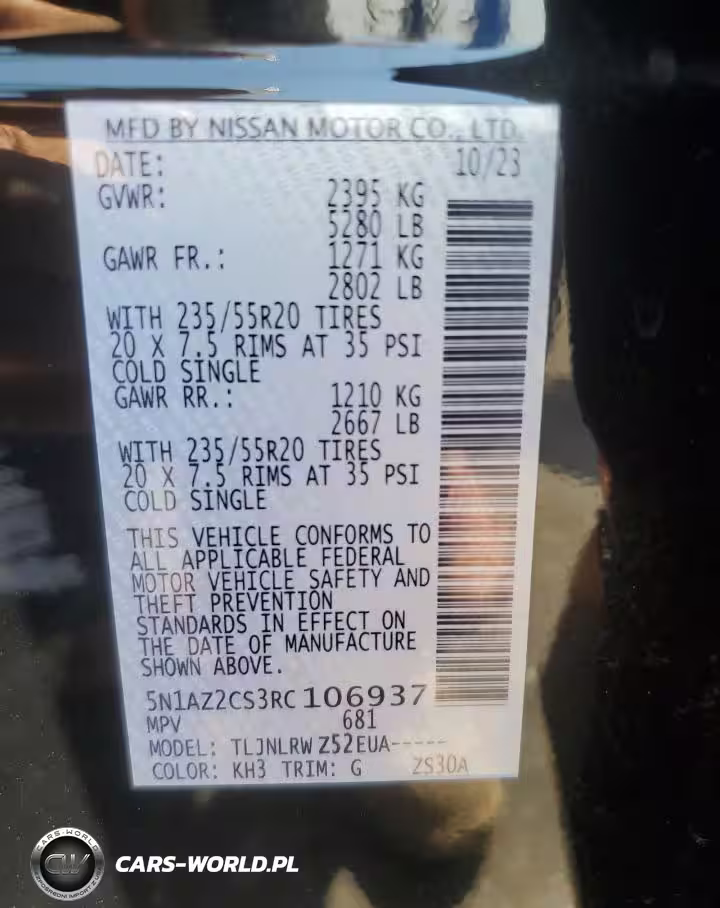 MFD BY NISSAN MOTOR CO., LTD.
DATE: 10/23
GVWR: 2395 KG
5280 LB
GAWR FR.: 1271 KG
2802 LB
WITH 235/55R20 TIRES
20 X 7.5 RIMS AT 35 PSI
COLD SINGLE
GAWR RR.: 1210 KG
2667 LB
WITH 235/55R20 TIRES
20 X 7.5 RIMS AT 35 PSI
COLD SINGLE
THIS VEHICLE CONFORMS TO
ALL APPLICABLE FEDERAL
MOTOR VEHICLE SAFETY AND
THEFT PREVENTION
STANDARDS IN EFFECT ON
THE DATE OF MANUFACTURE
SHOWN ABOVE.
5N1AZ2CS3RC106937
MPV 681
MODEL: TLJNLRW Z52EUA-----
COLOR: KH3 TRIM: G ZS30A
CARS-WORLD
CW
CARS-WORLD.PL